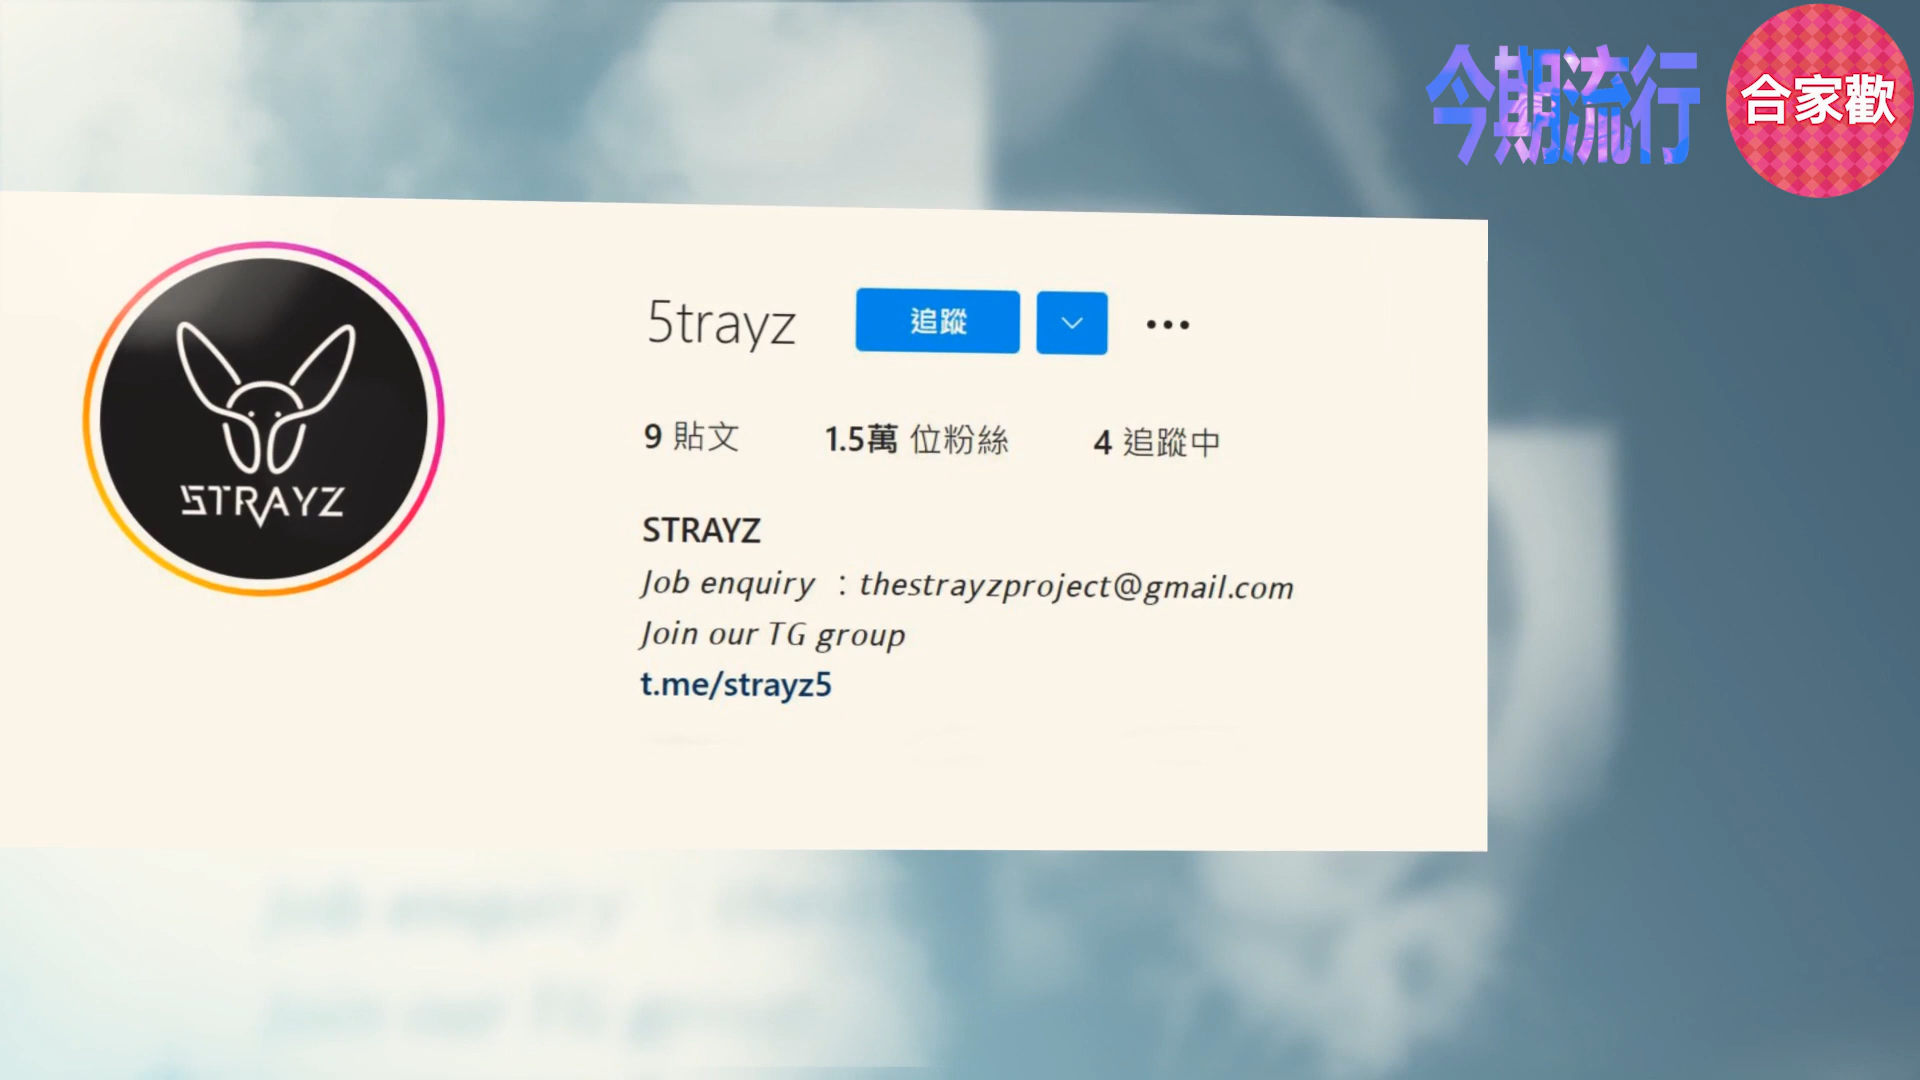 今期流行
合家歡
5trayz 追蹤
9 貼文 1.5萬 位粉絲 4 追蹤中
STRAYZ
STRAYZ
Job enquiry ：thestrayzproject@gmail.com
Join our TG group
t.me/strayz5